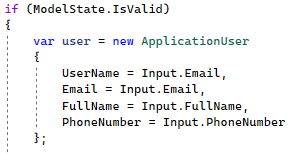 if (ModelState.IsValid)
{
var user = new ApplicationUser
{
UserName = Input.Email,
Email = Input.Email,
FullName = Input.FullName,
PhoneNumber = Input.PhoneNumber
};